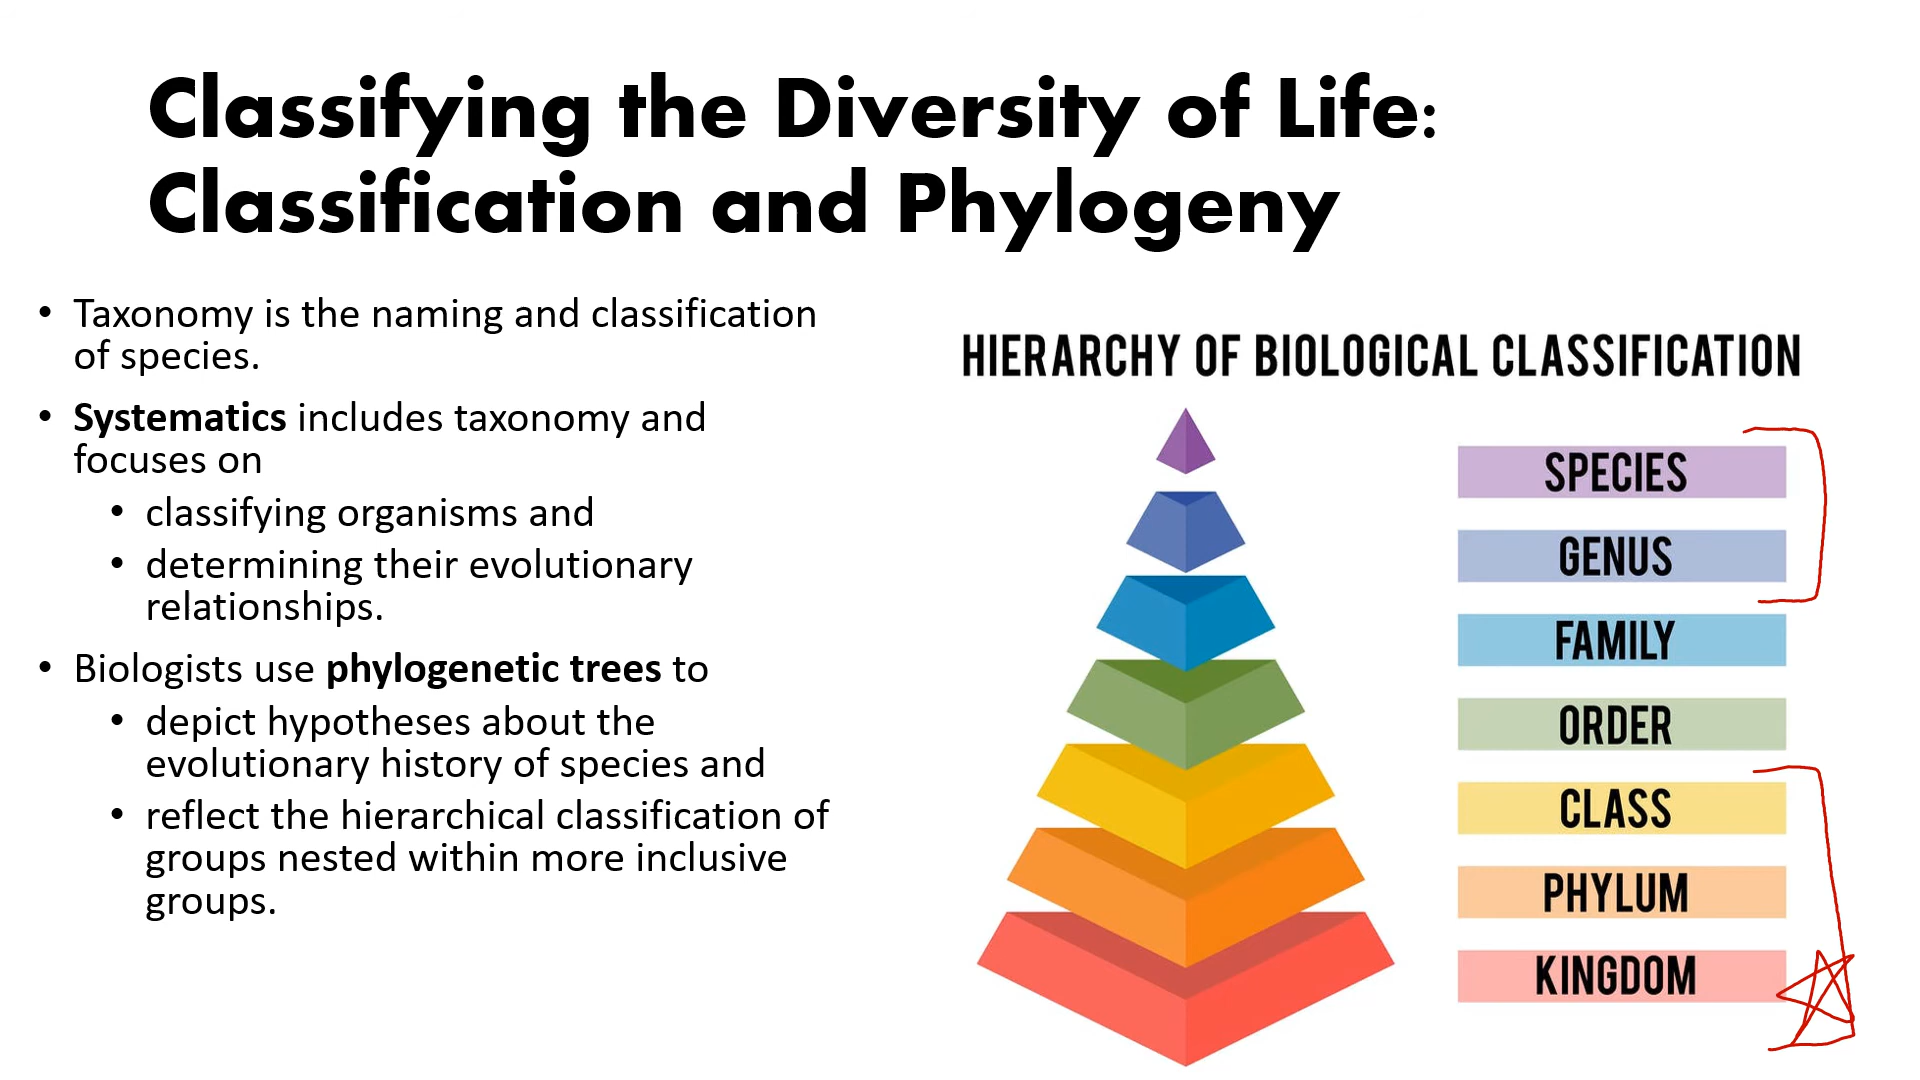 Classifying the Diversity of Life:
Classification and Phylogeny
• Taxonomy is the naming and classification
of species.
• Systematics includes taxonomy and
focuses on
• classifying organisms and
• determining their evolutionary
relationships.
• Biologists use phylogenetic trees to
• depict hypotheses about the
evolutionary history of species and
• reflect the hierarchical classification of
groups nested within more inclusive
groups.
HIERARCHY OF BIOLOGICAL CLASSIFICATION
SPECIES
GENUS
FAMILY
ORDER
CLASS
PHYLUM
KINGDOM